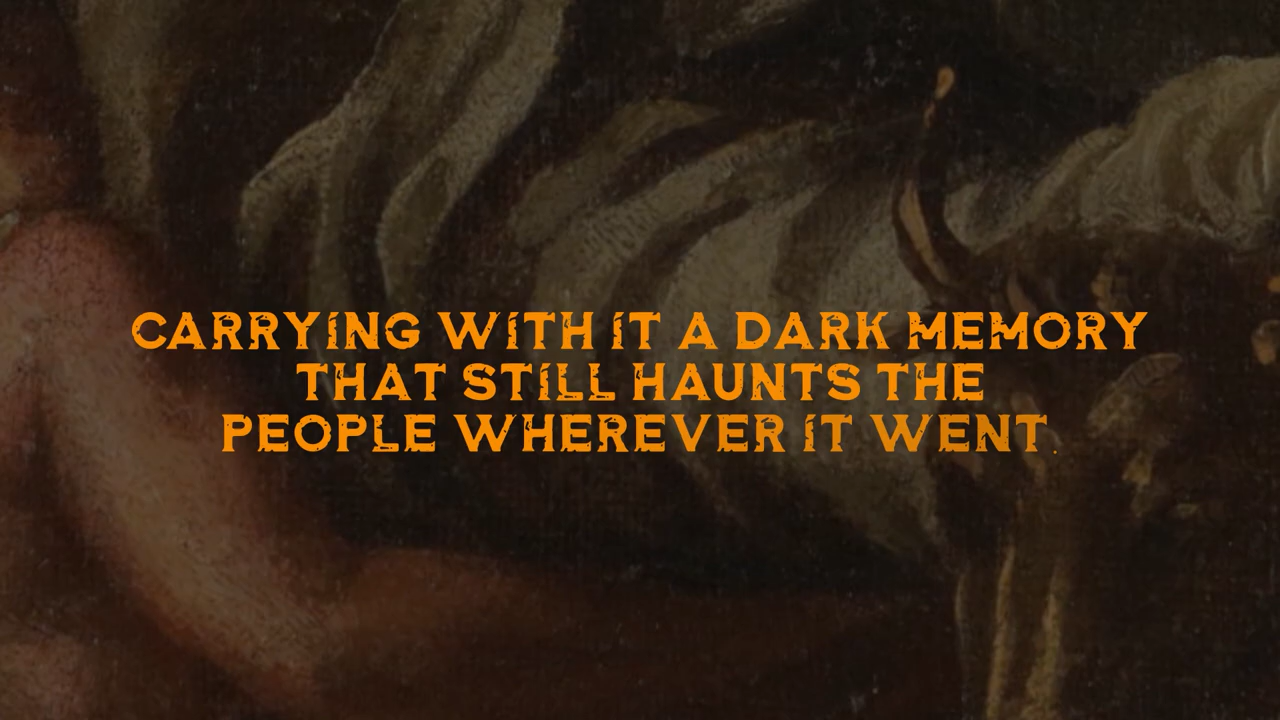 CARRYING WITH IT A DARK MEMORY
THAT STILL HAUNTS THE
PEOPLE WHEREVER IT WENT.